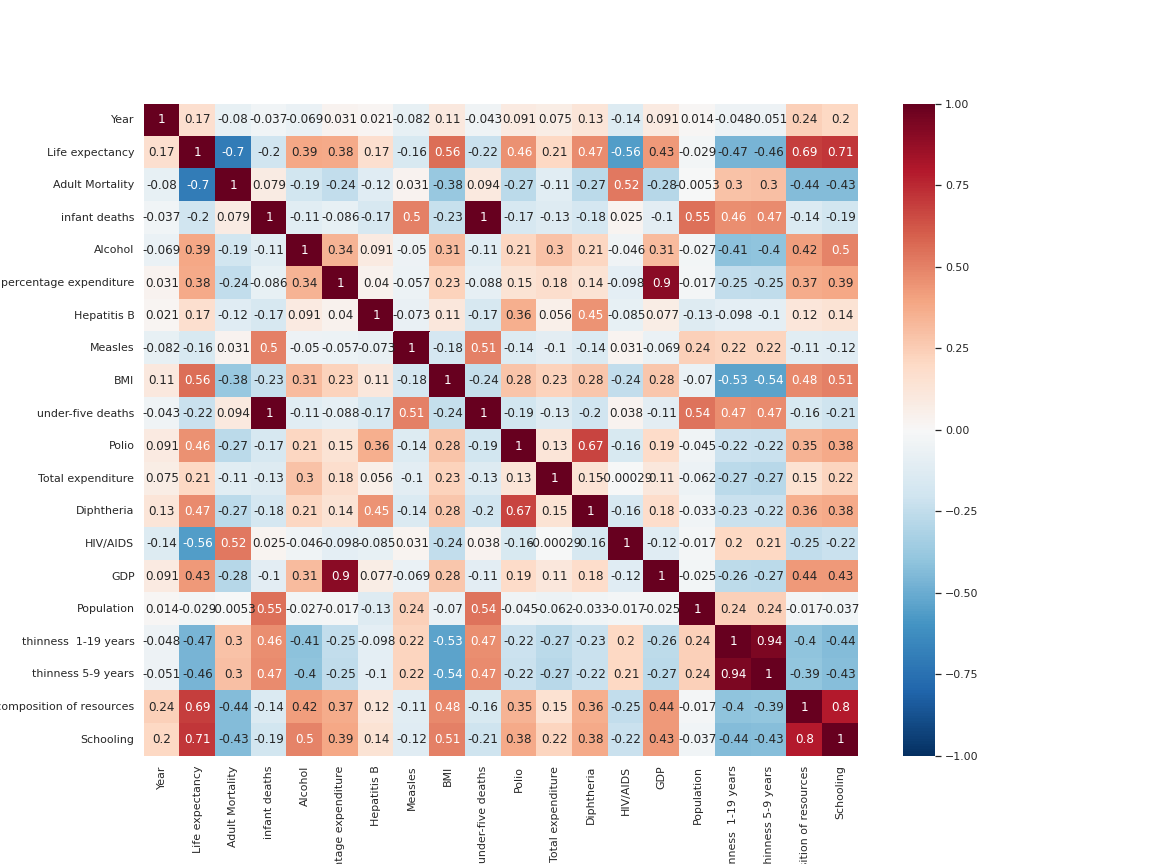 Year 1 0.17 -0.08 -0.037 -0.069 0.031 0.021 -0.082 0.11 -0.043 0.091 0.075 0.13 -0.14 0.091 0.014 -0.048 -0.051 0.24 0.2
Life expectancy 0.17 1 -0.7 -0.2 0.39 0.38 0.17 -0.16 0.56 -0.22 0.46 0.21 0.47 -0.56 0.43 -0.029 -0.47 -0.46 0.69 0.71
Adult Mortality -0.08 -0.7 1 0.079 -0.19 -0.24 -0.12 0.031 -0.38 0.094 -0.27 -0.11 -0.27 0.52 -0.28 -0.0053 0.3 0.3 -0.44 -0.43
infant deaths -0.037 -0.2 0.079 1 -0.11 -0.086 -0.17 0.5 -0.23 1 -0.17 -0.13 -0.18 0.025 -0.1 0.55 0.46 0.47 -0.14 -0.19
Alcohol -0.069 0.39 -0.19 -0.11 1 0.34 0.091 -0.05 0.31 -0.11 0.21 0.3 0.21 -0.046 0.31 -0.027 -0.41 -0.4 0.42 0.5
percentage expenditure 0.031 0.38 -0.24 -0.086 0.34 1 0.04 -0.057 0.23 -0.088 0.15 0.18 0.14 -0.098 0.9 -0.017 -0.25 -0.25 0.37 0.39
Hepatitis B 0.021 0.17 -0.12 -0.17 0.091 0.04 1 -0.073 0.11 -0.17 0.36 0.056 0.45 -0.085 0.077 -0.13 -0.098 -0.1 0.12 0.14
Measles -0.082 -0.16 0.031 0.5 -0.05 -0.057 -0.073 1 -0.18 0.51 -0.14 -0.1 -0.14 0.031 -0.069 0.24 0.22 0.22 -0.11 -0.12
BMI 0.11 0.56 -0.38 -0.23 0.31 0.23 0.11 -0.18 1 -0.24 0.28 0.23 0.28 -0.24 0.28 -0.07 -0.53 -0.54 0.48 0.51
under-five deaths -0.043 -0.22 0.094 1 -0.11 -0.088 -0.17 0.51 -0.24 1 -0.19 -0.13 -0.2 0.038 -0.11 0.54 0.47 0.47 -0.16 -0.21
Polio 0.091 0.46 -0.27 -0.17 0.21 0.15 0.36 -0.14 0.28 -0.19 1 0.13 0.67 -0.16 0.19 -0.045 -0.22 -0.22 0.35 0.38
Total expenditure 0.075 0.21 -0.11 -0.13 0.3 0.18 0.056 -0.1 0.23 -0.13 0.13 1 0.15 -0.00029 0.11 -0.062 -0.27 -0.27 0.15 0.22
Diphtheria 0.13 0.47 -0.27 -0.18 0.21 0.14 0.45 -0.14 0.28 -0.2 0.67 0.15 1 -0.16 0.18 -0.033 -0.23 -0.22 0.36 0.38
HIV/AIDS -0.14 -0.56 0.52 0.025 -0.046 -0.098 -0.085 0.031 -0.24 0.038 -0.16 -0.00029 -0.16 1 -0.12 -0.017 0.2 0.21 -0.25 -0.22
GDP 0.091 0.43 -0.28 -0.1 0.31 0.9 0.077 -0.069 0.28 -0.11 0.19 0.11 0.18 -0.12 1 -0.025 -0.26 -0.27 0.44 0.43
Population 0.014 -0.029 -0.0053 0.55 -0.027 -0.017 -0.13 0.24 -0.07 0.54 -0.045 -0.062 -0.033 -0.017 -0.025 1 0.24 0.24 -0.017 -0.037
thinness  1-19 years -0.048 -0.47 0.3 0.46 -0.41 -0.25 -0.098 0.22 -0.53 0.47 -0.22 -0.27 -0.23 0.2 -0.26 0.24 1 0.94 -0.4 -0.44
thinness 5-9 years -0.051 -0.46 0.3 0.47 -0.4 -0.25 -0.1 0.22 -0.54 0.47 -0.22 -0.27 -0.22 0.21 -0.27 0.24 0.94 1 -0.39 -0.43
composition of resources 0.24 0.69 -0.44 -0.14 0.42 0.37 0.12 -0.11 0.48 -0.16 0.35 0.15 0.36 -0.25 0.44 -0.017 -0.4 -0.39 1 0.8
Schooling 0.2 0.71 -0.43 -0.19 0.5 0.39 0.14 -0.12 0.51 -0.21 0.38 0.22 0.38 -0.22 0.43 -0.037 -0.44 -0.43 0.8 1
Year
Life expectancy
Adult Mortality
infant deaths
Alcohol
ntage expenditure
Hepatitis B
Measles
BMI
under-five deaths
Polio
Total expenditure
Diphtheria
HIV/AIDS
GDP
Population
nness  1-19 years
hinness 5-9 years
sition of resources
Schooling
1.00
0.75
0.50
0.25
0.00
−0.25
−0.50
−0.75
−1.00